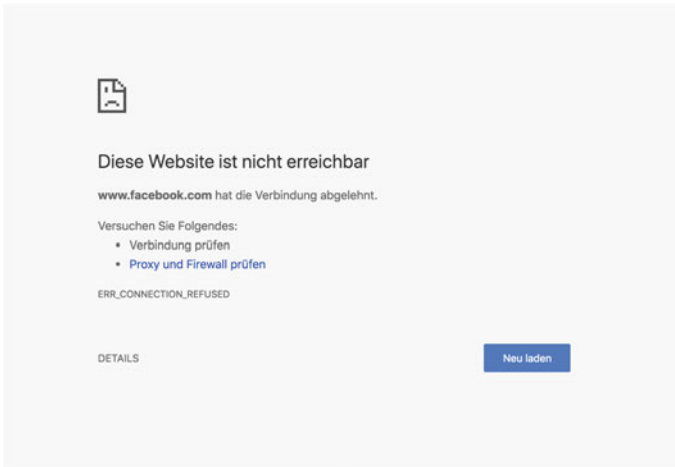 Diese Website ist nicht erreichbar
www.facebook.com hat die Verbindung abgelehnt.
Versuchen Sie Folgendes:
• Verbindung prüfen
• Proxy und Firewall prüfen
ERR_CONNECTION_REFUSED
DETAILS
Neu laden